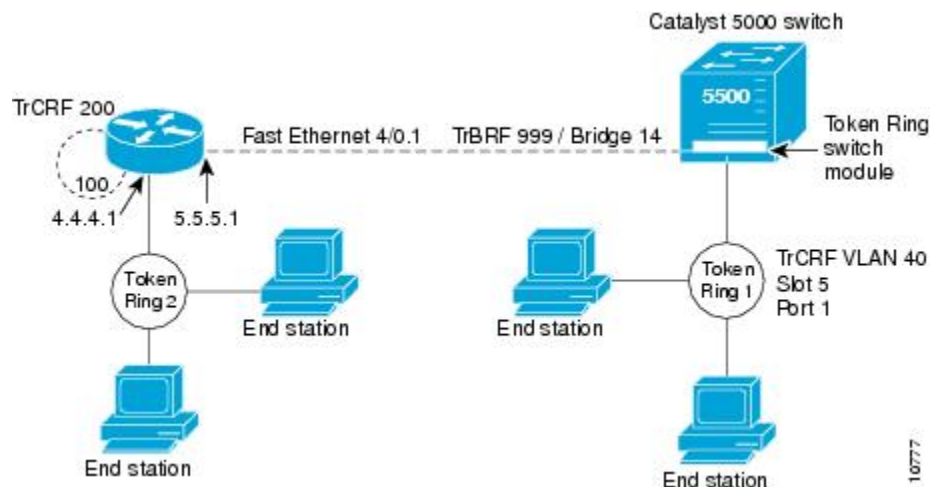 Catalyst 5000 switch
5500
TrCRF 200
Fast Ethernet 4/0.1
TrBRF 999 / Bridge 14
Token Ring
switch
module
100
4.4.4.1
5.5.5.1
Token
Ring 2
End station
End station
Token
Ring 1
TrCRF VLAN 40
Slot 5
Port 1
End station
End station
10777